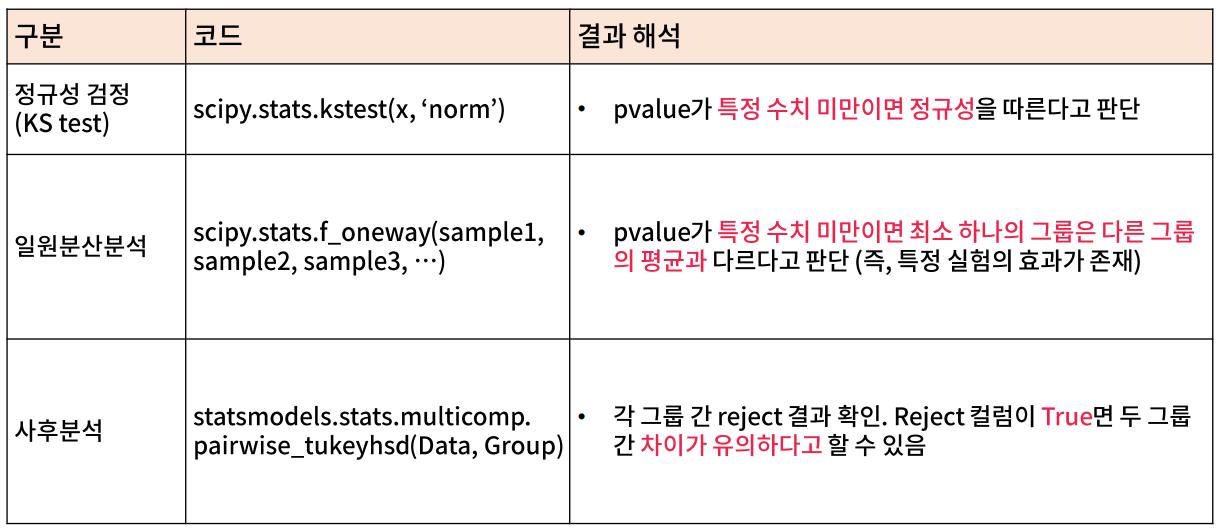 구분 코드 결과 해석
정규성 검정
(KS test)
scipy.stats.kstest(x, ‘norm’)
• pvalue가 특정 수치 미만이면 정규성을 따른다고 판단
일원분산분석
scipy.stats.f_oneway(sample1,
sample2, sample3, …)
• pvalue가 특정 수치 미만이면 최소 하나의 그룹은 다른 그룹
의 평균과 다르다고 판단 (즉, 특정 실험의 효과가 존재)
사후분석
statsmodels.stats.multicomp.
pairwise_tukeyhsd(Data, Group)
• 각 그룹 간 reject 결과 확인. Reject 컬럼이 True면 두 그룹
간 차이가 유의하다고 할 수 있음